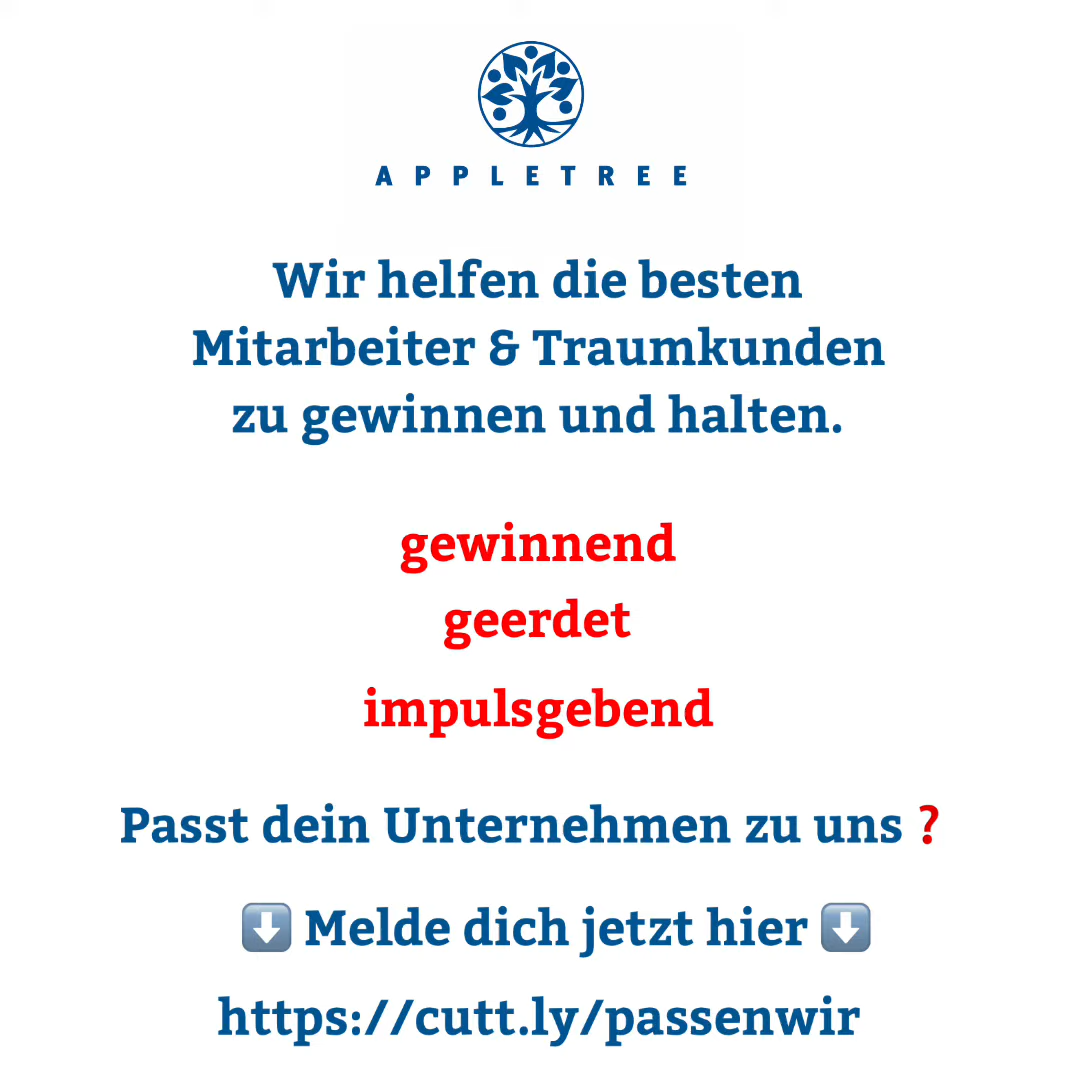 APPLETREE
Wir helfen die besten
Mitarbeiter & Traumkunden
zu gewinnen und halten.
gewinnend
geerdet
impulsgebend
Passt dein Unternehmen zu uns ?
⬇️ Melde dich jetzt hier ⬇️
https://cutt.ly/passenwir